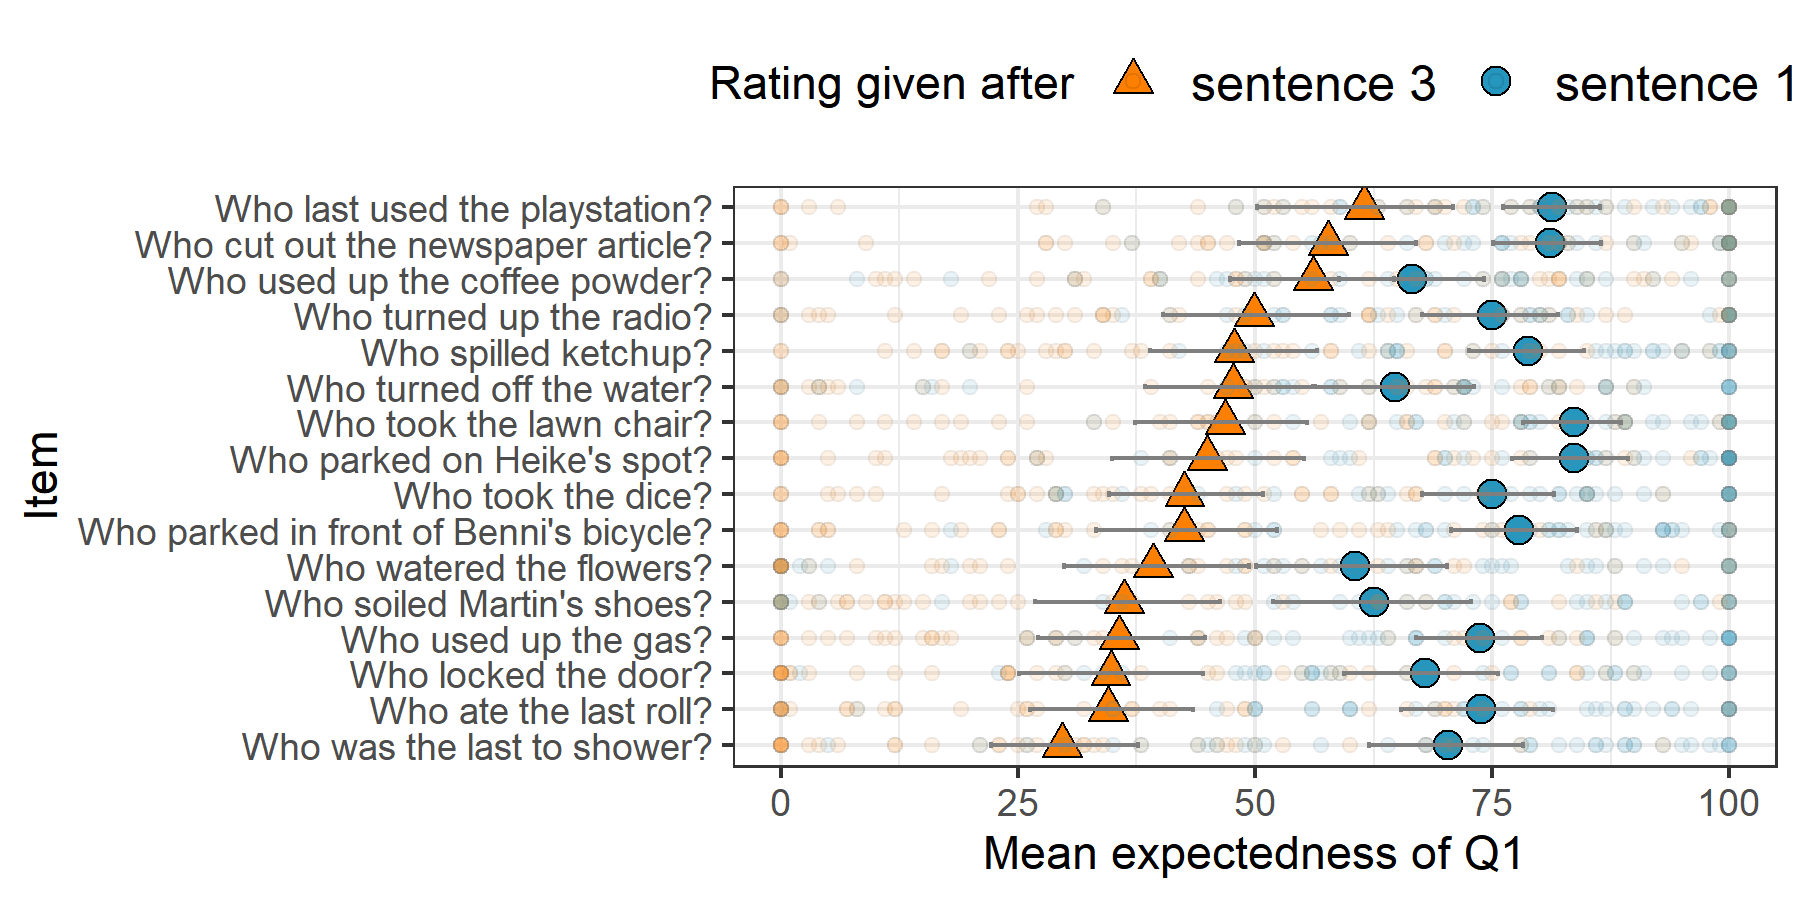 Rating given after sentence 3 sentence 1
Item
Who last used the playstation?
Who cut out the newspaper article?
Who used up the coffee powder?
Who turned up the radio?
Who spilled ketchup?
Who turned off the water?
Who took the lawn chair?
Who parked on Heike's spot?
Who took the dice?
Who parked in front of Benni's bicycle?
Who watered the flowers?
Who soiled Martin's shoes?
Who used up the gas?
Who locked the door?
Who ate the last roll?
Who was the last to shower?
0 25 50 75 100
Mean expectedness of Q1